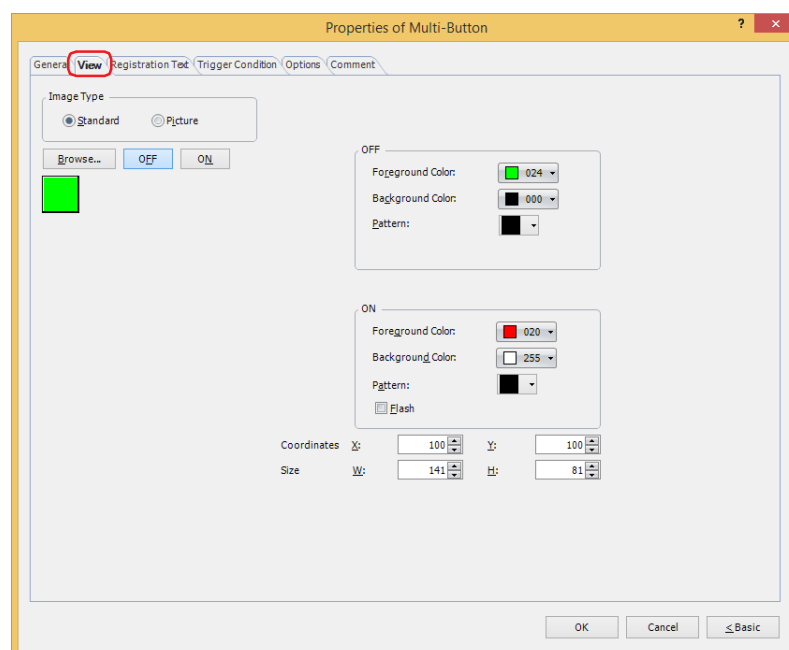 Properties of Multi-Button
?
General View Registration Text Trigger Condition Options Comment
Image Type
Standard Picture
Browse... OFF ON
OFF
Foreground Color: 024
Background Color: 000
Pattern:
ON
Foreground Color: 020
Background Color: 255
Pattern:
Flash
Coordinates X: 100 Y: 100
Size W: 141 H: 81
OK Cancel < Basic